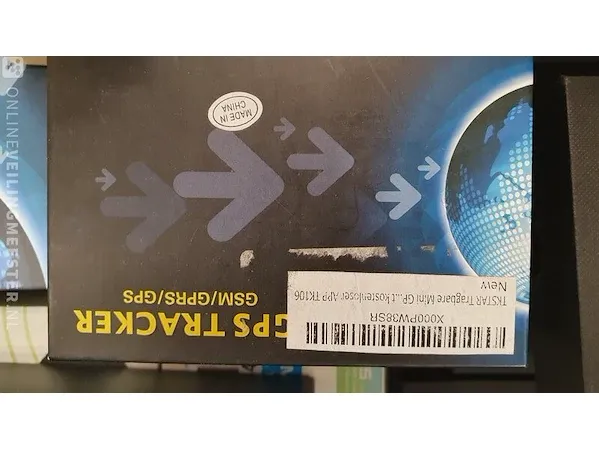 GPS TRACKER
GSM/GPRS/GPS
MADE IN
CHINA
X000PW38SR
TKSTAR Tragbare Mini GP...t kostenloser APP TK106
New
ONLINEVEILINGMEESTER.NL